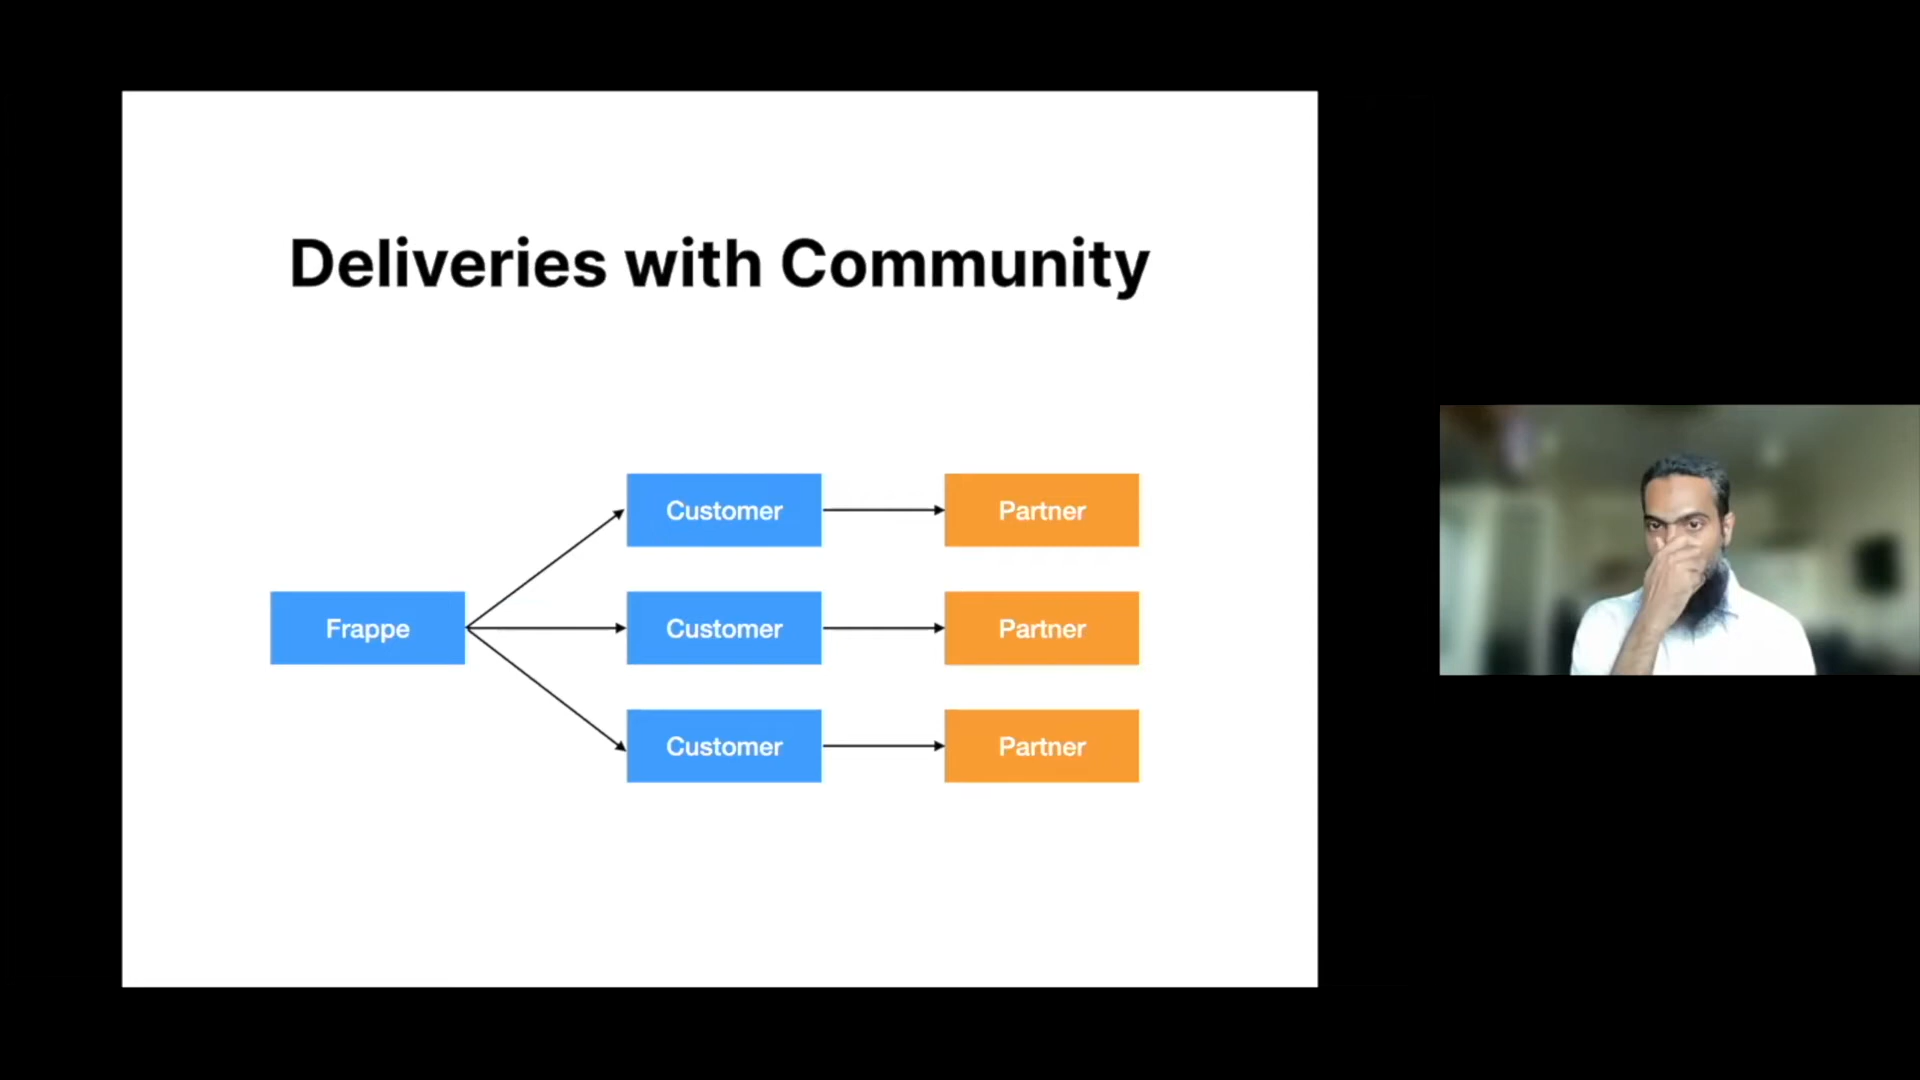 Deliveries with Community
Customer
Partner
Frappe
Customer
Partner
Customer
Partner